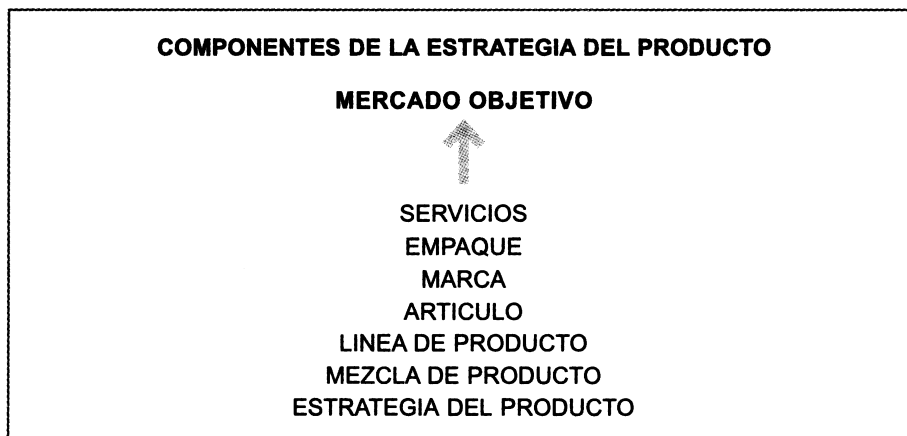 COMPONENTES DE LA ESTRATEGIA DEL PRODUCTO
MERCADO OBJETIVO
SERVICIOS
EMPAQUE
MARCA
ARTICULO
LINEA DE PRODUCTO
MEZCLA DE PRODUCTO
ESTRATEGIA DEL PRODUCTO